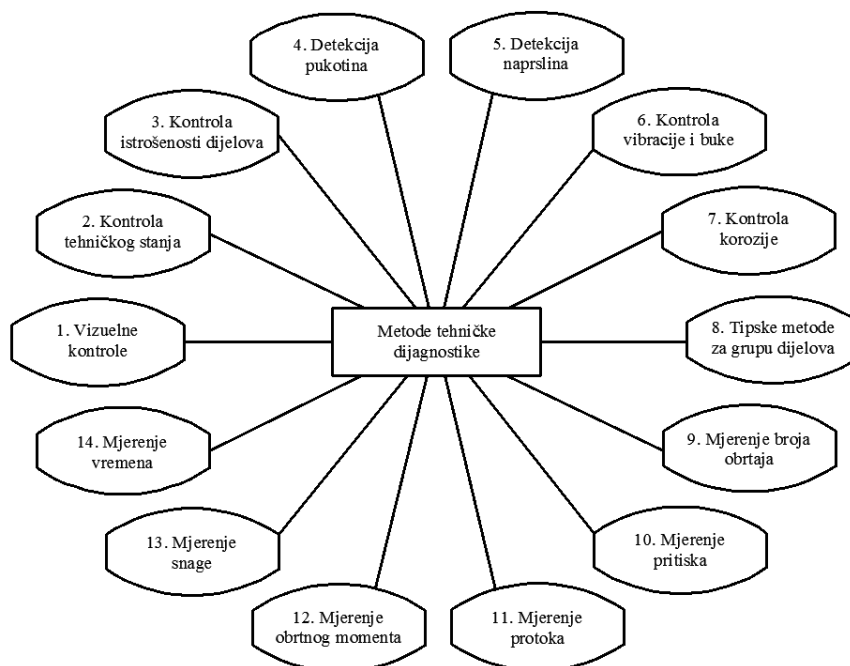 4. Detekcija
pukotina
5. Detekcija
naprslina
3. Kontrola
istrošenosti dijelova
6. Kontrola
vibracije i buke
2. Kontrola
tehničkog stanja
7. Kontrola
korozije
1. Vizuelne
kontrole
Metode tehničke
dijagnostike
8. Tipske metode
za grupu dijelova
14. Mjerenje
vremena
9. Mjerenje broja
obrtaja
13. Mjerenje
snage
10. Mjerenje
pritiska
12. Mjerenje
obrtnog momenta
11. Mjerenje
protoka